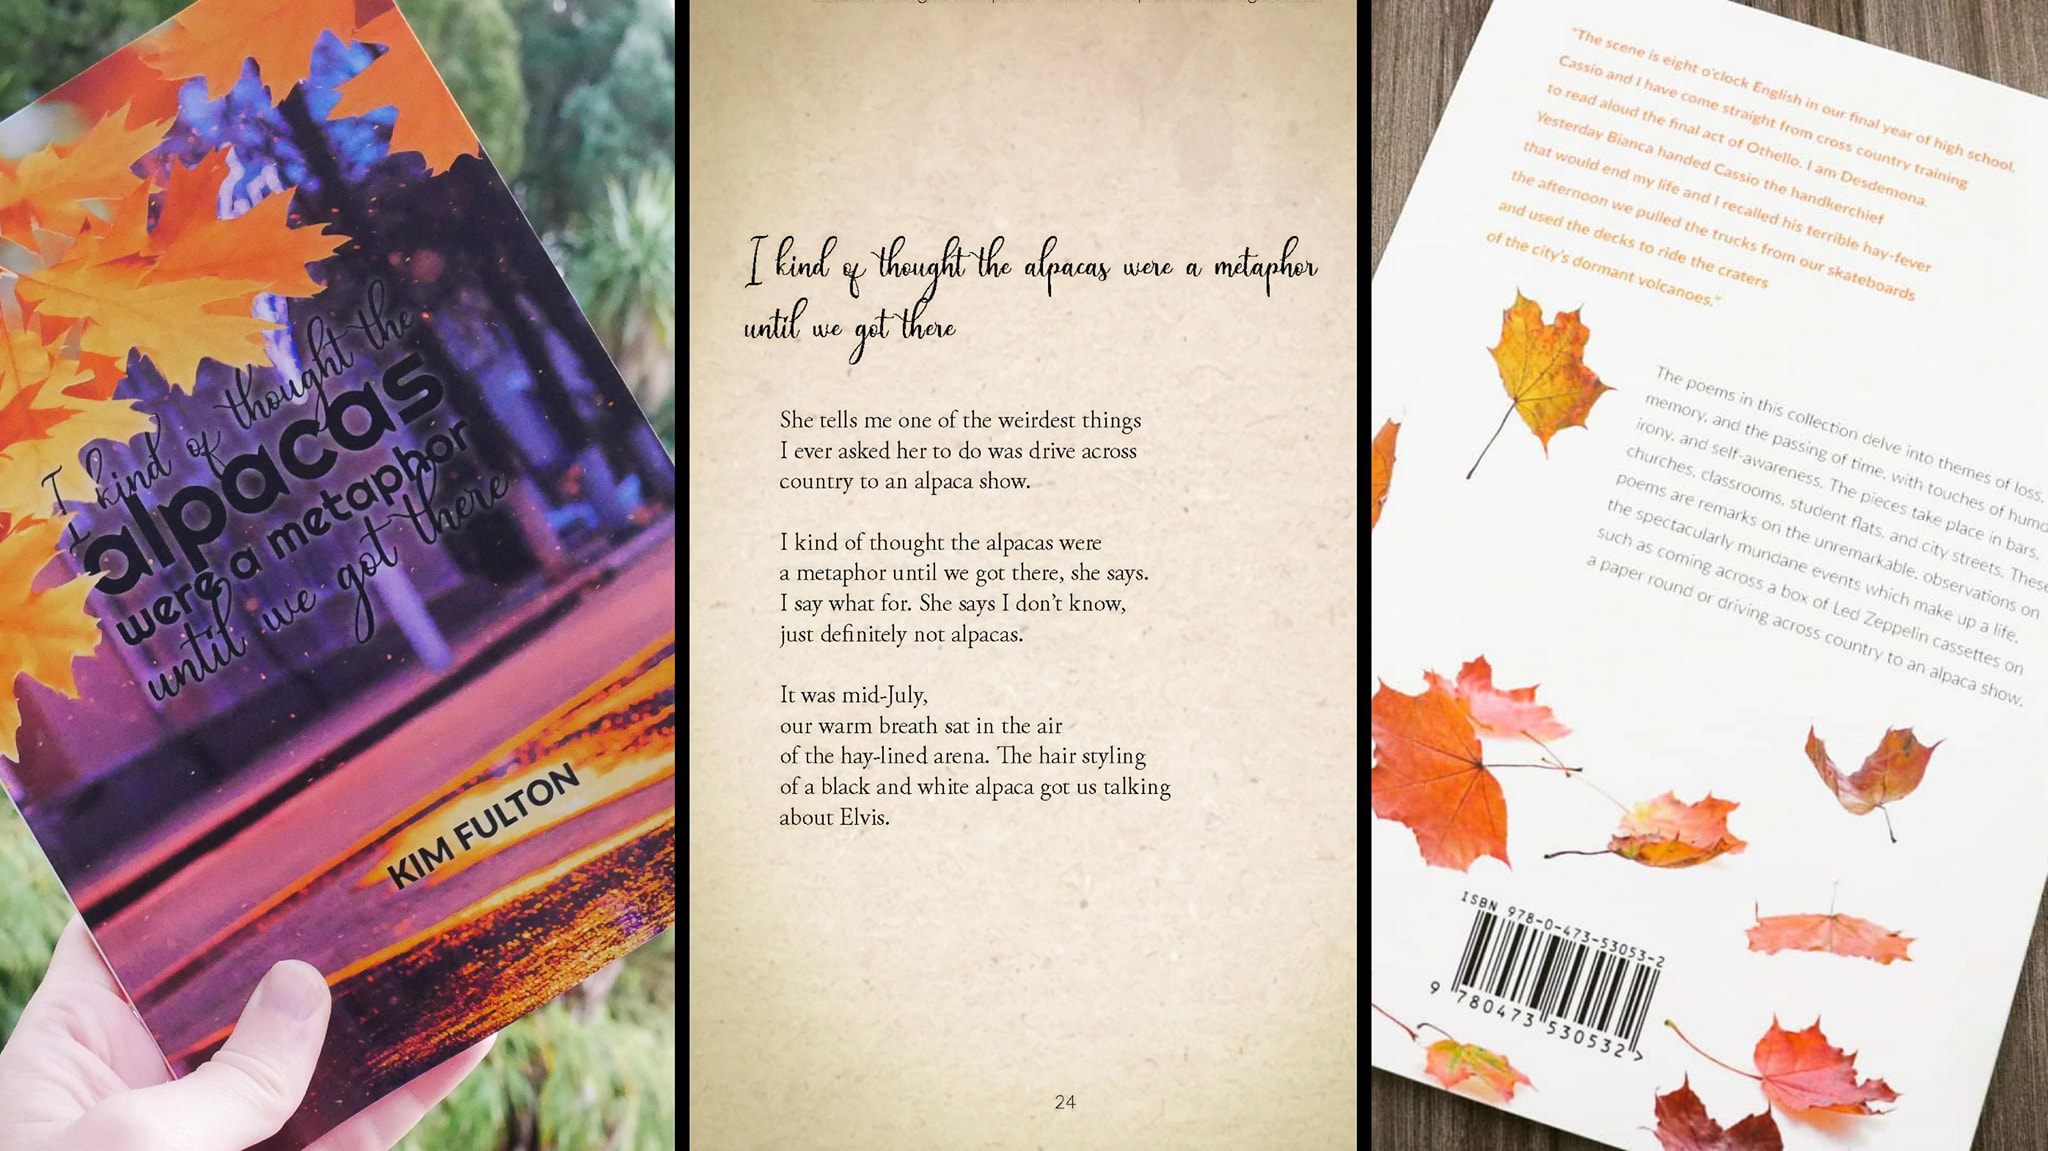 I kind of thought the
alpacas
were a metaphor
until we got there
KIM FULTON
I kind of thought the alpacas were a metaphor
until we got there
She tells me one of the weirdest things
I ever asked her to do was drive across
country to an alpaca show.
I kind of thought the alpacas were
a metaphor until we got there, she says.
I say what for. She says I don't know,
just definitely not alpacas.
It was mid-July,
our warm breath sat in the air
of the hay-lined arena. The hair styling
of a black and white alpaca got us talking
about Elvis.
24
"The scene is eight o'clock English in our final year of high school.
Cassio and I have come straight from cross country training
to read aloud the final act of Othello. I am Desdemona.
Yesterday Bianca handed Cassio the handkerchief
that would end my life and I recalled his terrible hay-fever
the afternoon we pulled the trucks from our skateboards
and used the decks to ride the craters
of the city's dormant volcanoes."
The poems in this collection delve into themes of loss,
memory, and the passing of time, with touches of
irony, and self-awareness. The pieces take place in bars,
churches, classrooms, student flats, and city streets. These
poems are remarks on the unremarkable, observations on
the spectacularly mundane events which make up a life,
such as coming across a box of Led Zeppelin cassettes on
a paper round or driving across country to an alpaca show.
ISBN 978-0-473-53053-2
9 780473 530532 >